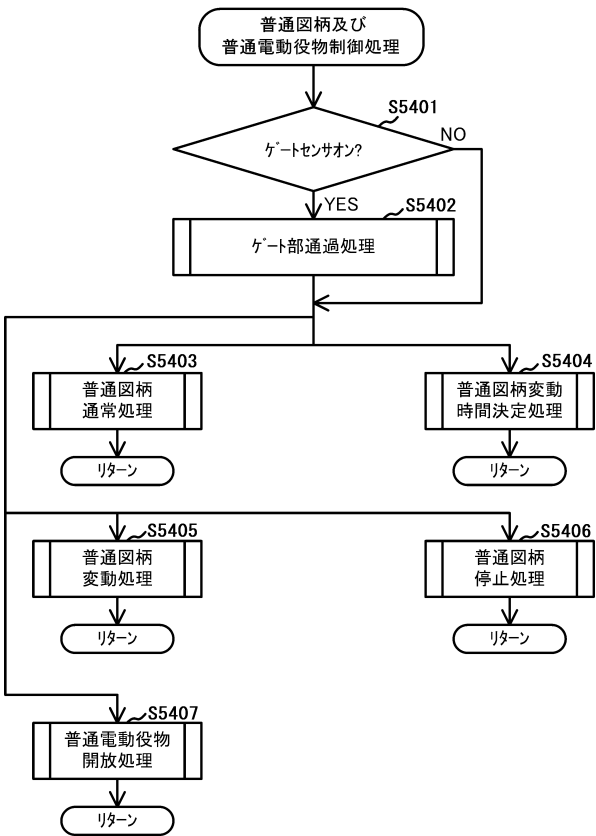 普通図柄及び
普通電動役物制御処理
S5401
ｹﾞｰﾄｾﾝｻｵﾝ?
NO
YES
S5402
ｹﾞｰﾄ部通過処理
S5403
普通図柄
通常処理
ﾘﾀｰﾝ
S5404
普通図柄変動
時間決定処理
ﾘﾀｰﾝ
S5405
普通図柄
変動処理
ﾘﾀｰﾝ
S5406
普通図柄
停止処理
ﾘﾀｰﾝ
S5407
普通電動役物
開放処理
ﾘﾀｰﾝ